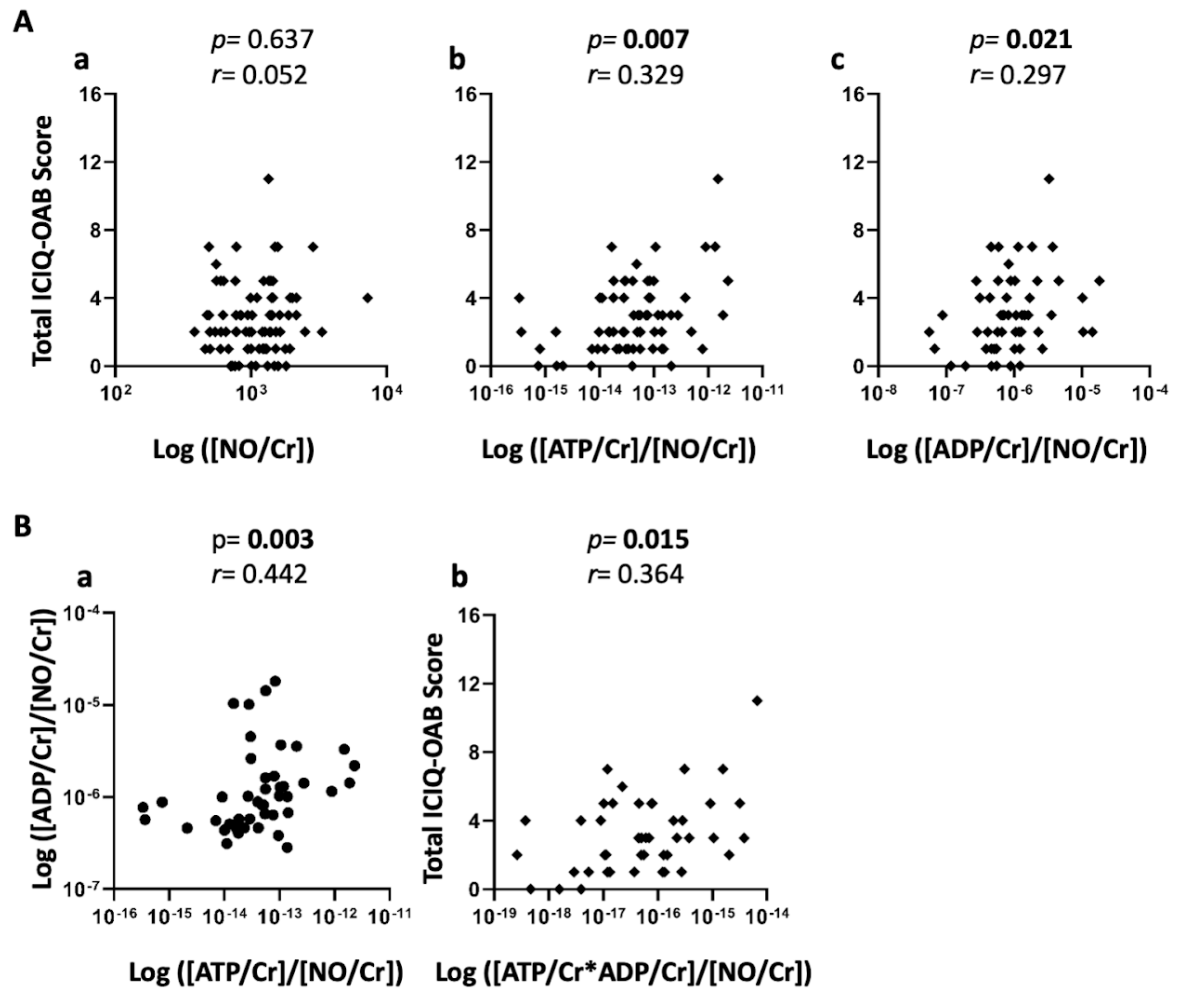 A
a
p= 0.637
r= 0.052
b
p= 0.007
r= 0.329
c
p= 0.021
r= 0.297
Total ICIQ-OAB Score
16
12
8
4
0
10² 10³ 10⁴
Log ([NO/Cr])
16
12
8
4
0
10⁻¹⁶ 10⁻¹⁵ 10⁻¹⁴ 10⁻¹³ 10⁻¹² 10⁻¹¹
Log ([ATP/Cr]/[NO/Cr])
16
12
8
4
0
10⁻⁸ 10⁻⁷ 10⁻⁶ 10⁻⁵ 10⁻⁴
Log ([ADP/Cr]/[NO/Cr])
B
a
p= 0.003
r= 0.442
Log ([ADP/Cr]/[NO/Cr])
10⁻⁴
10⁻⁵
10⁻⁶
10⁻⁷
10⁻¹⁶ 10⁻¹⁵ 10⁻¹⁴ 10⁻¹³ 10⁻¹² 10⁻¹¹
Log ([ATP/Cr]/[NO/Cr])
b
p= 0.015
r= 0.364
Total ICIQ-OAB Score
16
12
8
4
0
10⁻¹⁹ 10⁻¹⁸ 10⁻¹⁷ 10⁻¹⁶ 10⁻¹⁵ 10⁻¹⁴
Log ([ATP/Cr*ADP/Cr]/[NO/Cr])